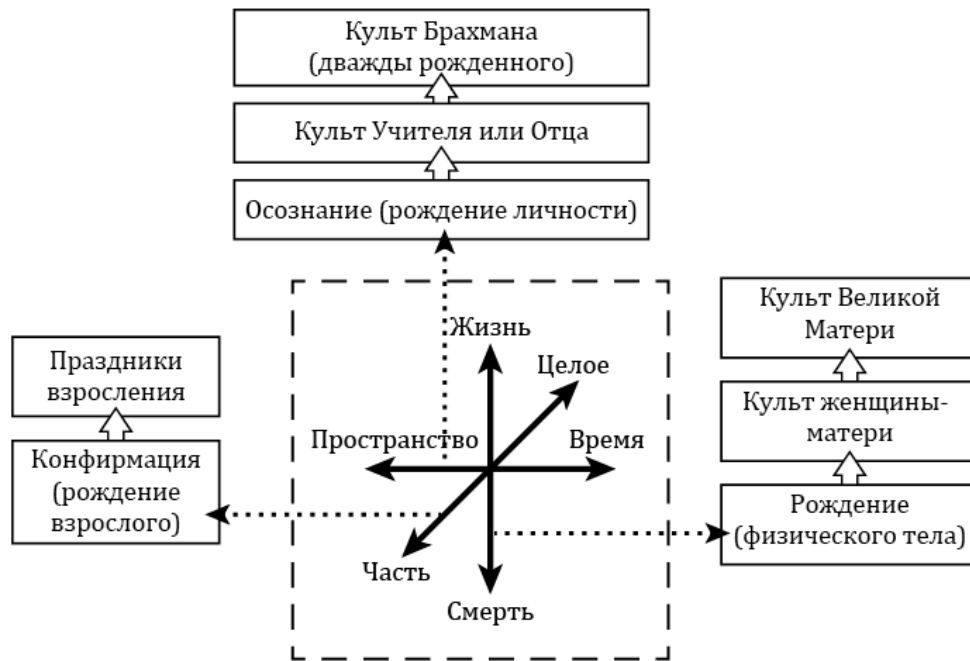 Культ Брахмана
(дважды рожденного)
Культ Учителя или Отца
Осознание (рождение личности)
Праздники
взросления
Конфирмация
(рождение
взрослого)
Жизнь
Целое
Пространство
Время
Часть
Смерть
Культ Великой
Матери
Культ женщины-
матери
Рождение
(физического тела)